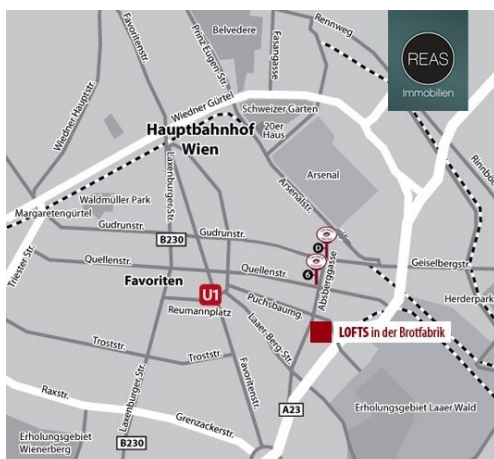 REAS
Immobilien
Rennweg
Favoritenstr.
Prinz Eugen-Str.
Belvedere
Fasangasse
Wiedner Hauptstr.
Wiedner Gürtel
Schweizer Garten
Hauptbahnhof
Wien
20er
Haus
Laxenburger-Str.
Arsenal
Arsenalstr.
Waldmüller Park
Margaretengürtel
Gudrunstr.
Gudrunstr.
B230
D
6
Triester Str.
Quellenstr.
Quellenstr.
Geiselbergstr.
Favoriten
U1
Reumannplatz
Puchsbaumg.
Absberggasse
Herderpark
LOFTS in der Brotfabrik
Troststr.
Troststr.
Laaer-Berg-Str.
Raxstr.
Laxenburger Str.
Favoritenstr.
A23
Erholungsgebiet Laaer Wald
Grenzackerstr.
Erholungsgebiet
Wienerberg
B230